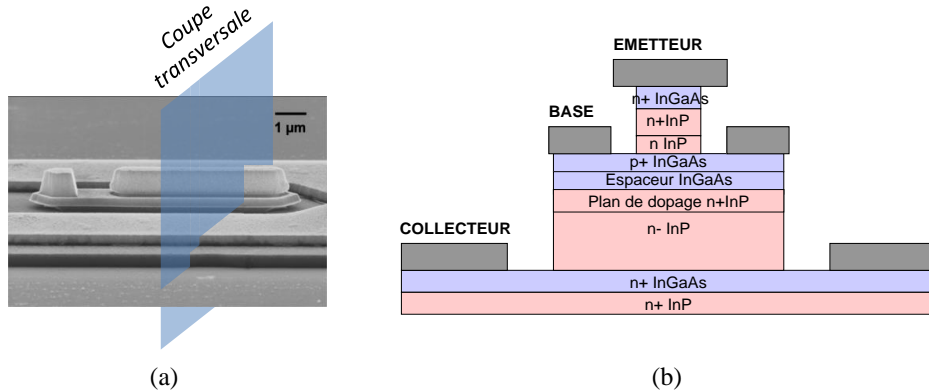 Coupe
transversale
1 µm
(a)
EMETTEUR
n+ InGaAs
n+InP
n InP
BASE
p+ InGaAs
Espaceur InGaAs
Plan de dopage n+InP
n- InP
COLLECTEUR
n+ InGaAs
n+ InP
(b)